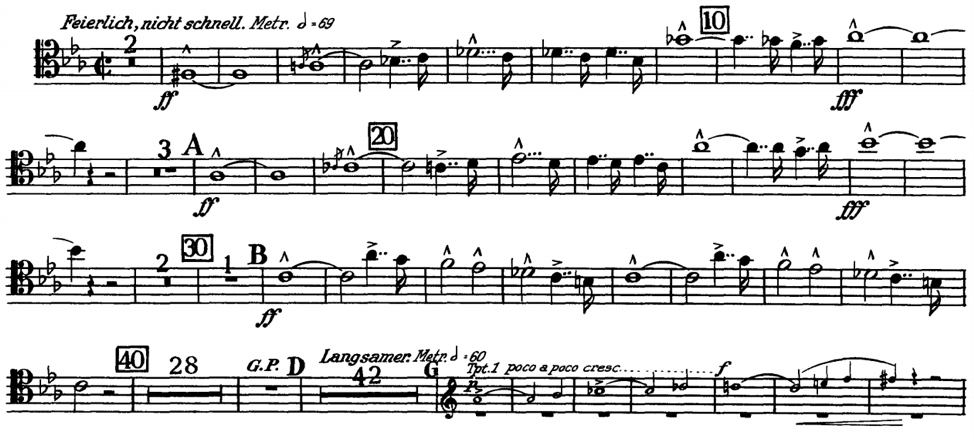 Feierlich, nicht schnell. Metr. 𝅗𝅥=69 10
2
ff fff
3 A 20
ff fff
2 30 1 B
ff
40 28 G.P. D Langsamer. Metr. 𝅗𝅥=60 42 G Tpt.1 poco a poco cresc. f
p